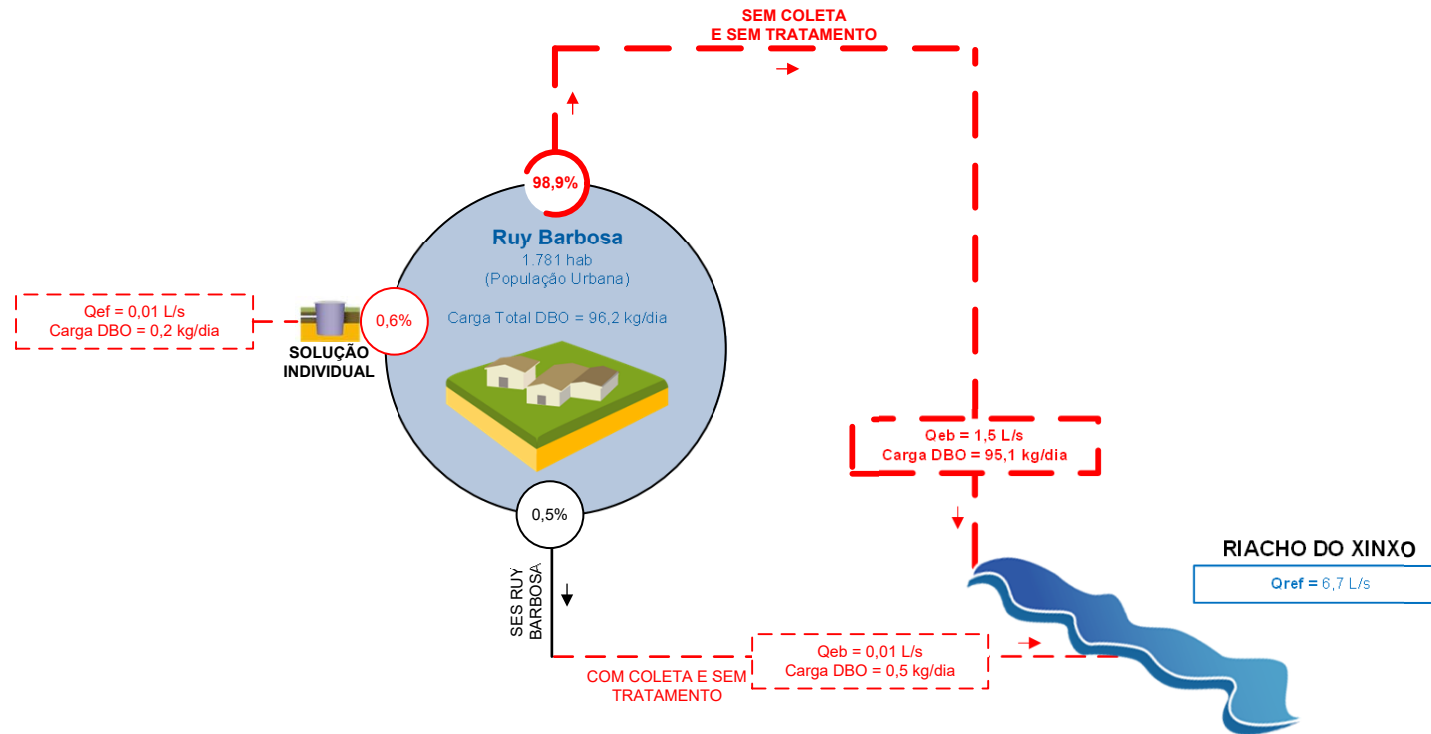 SEM COLETA
E SEM TRATAMENTO
98,9%
Ruy Barbosa
1.781 hab
(População Urbana)
Carga Total DBO = 96,2 kg/dia
Qef = 0,01 L/s
Carga DBO = 0,2 kg/dia
0,6%
SOLUÇÃO
INDIVIDUAL
Qeb = 1,5 L/s
Carga DBO = 95,1 kg/dia
0,5%
SES RUY
BARBOSA
RIACHO DO XINXO
Qref = 6,7 L/s
Qeb = 0,01 L/s
Carga DBO = 0,5 kg/dia
COM COLETA E SEM
TRATAMENTO